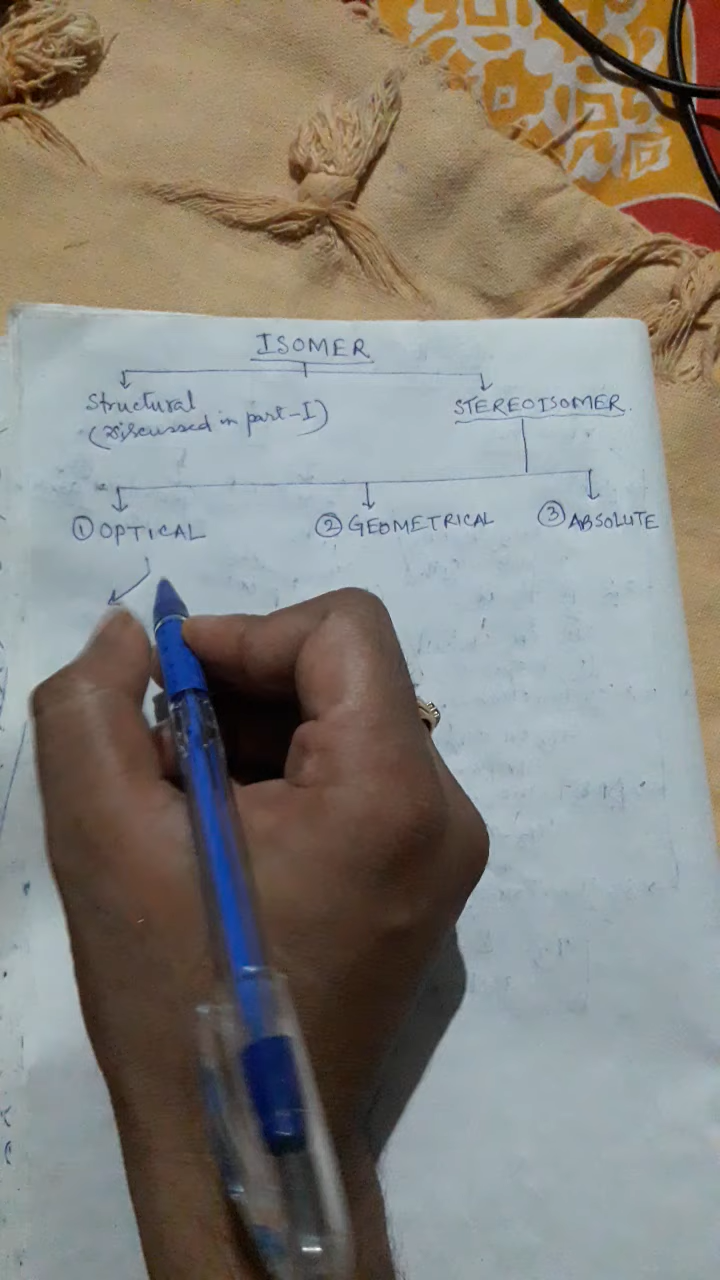 ISOMER
Structural
(Discussed in part-I)
STEREOISOMER.
① OPTICAL
② GEOMETRICAL
③ ABSOLUTE